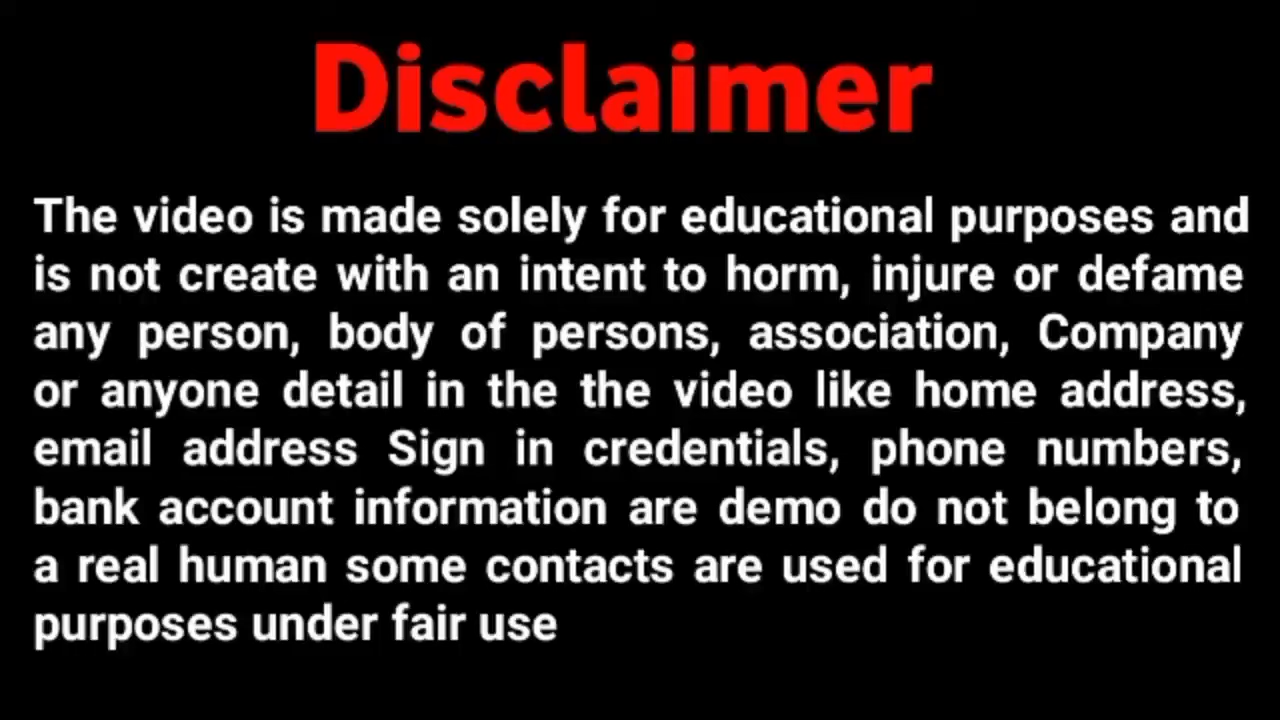 Disclaimer
The video is made solely for educational purposes and
is not create with an intent to horm, injure or defame
any person, body of persons, association, Company
or anyone detail in the the video like home address,
email address Sign in credentials, phone numbers,
bank account information are demo do not belong to
a real human some contacts are used for educational
purposes under fair use